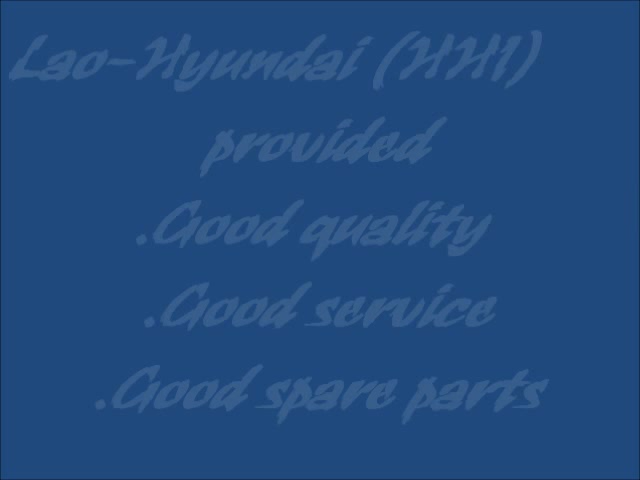 Lao-Hyundai (HHI)
provided
.Good quality
.Good service
.Good spare parts